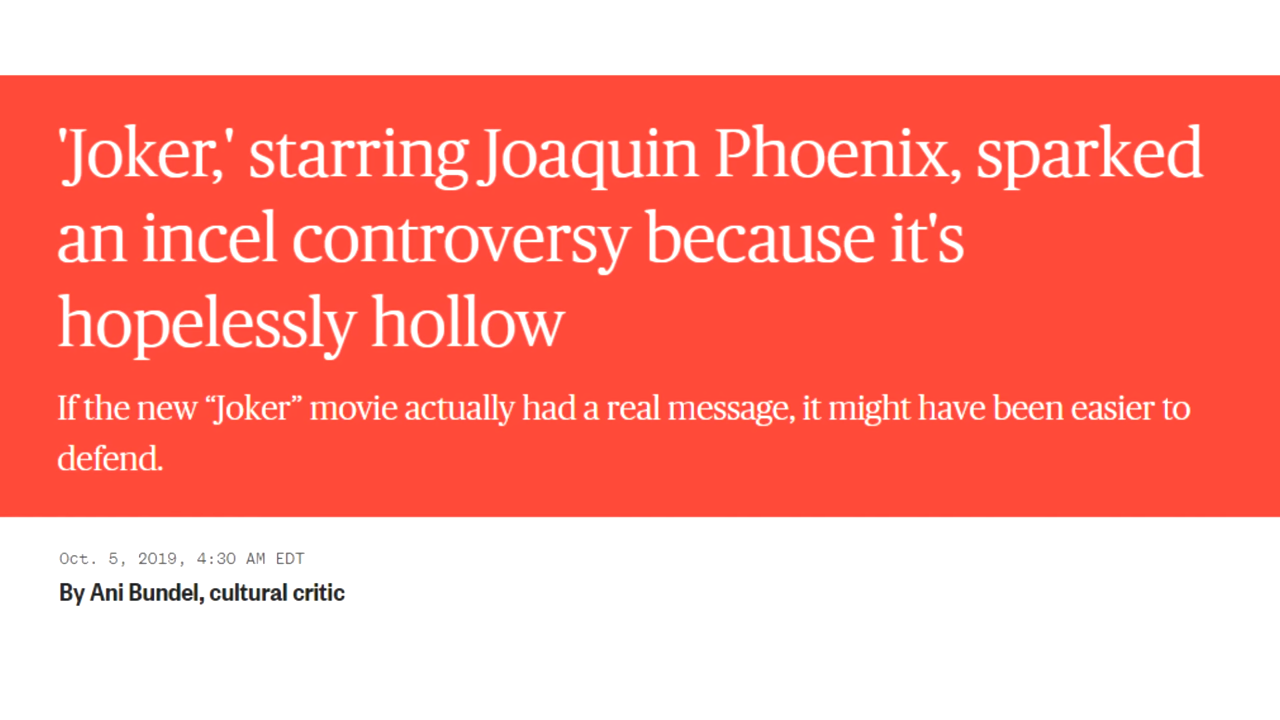 'Joker,' starring Joaquin Phoenix, sparked
an incel controversy because it's
hopelessly hollow
If the new “Joker” movie actually had a real message, it might have been easier to
defend.
Oct. 5, 2019, 4:30 AM EDT
By Ani Bundel, cultural critic